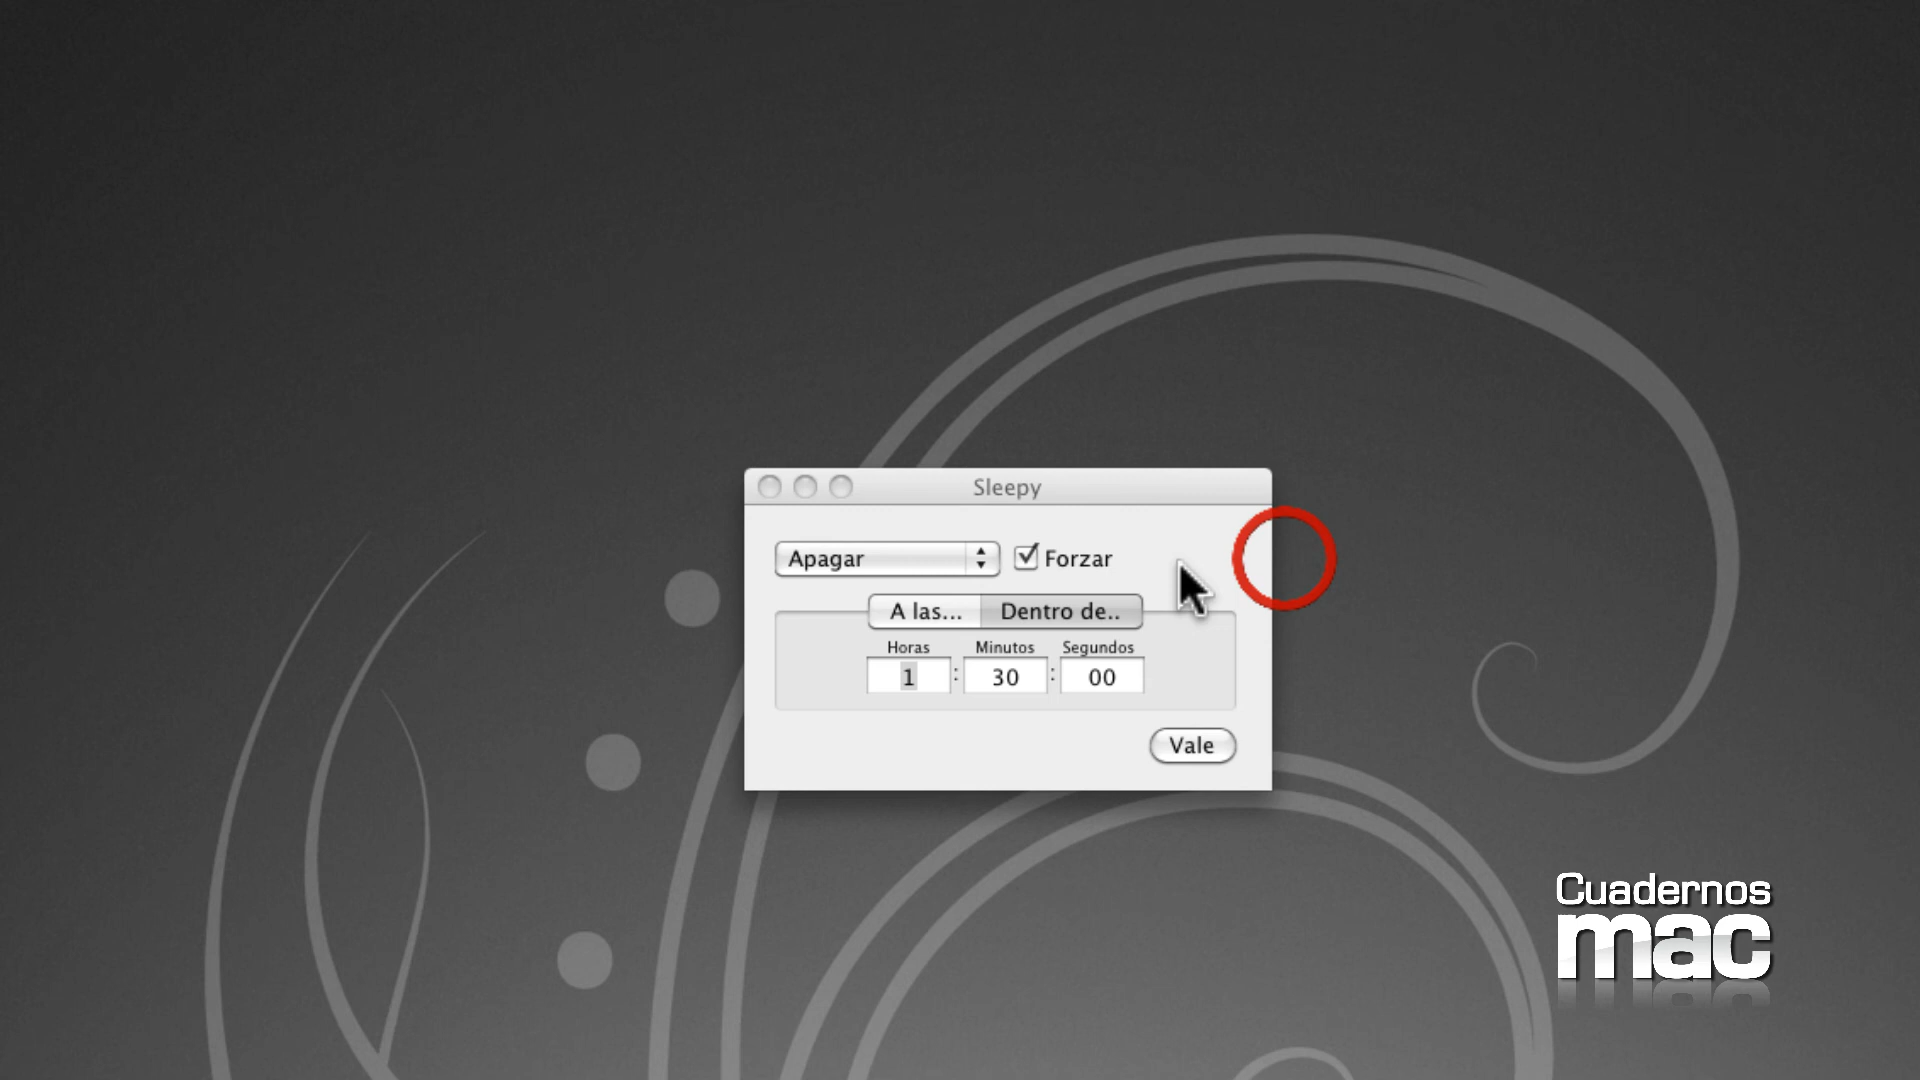 Sleepy
Apagar
Forzar
A las...
Dentro de..
Horas
Minutos
Segundos
1 : 30 : 00
Vale
Cuadernos
mac